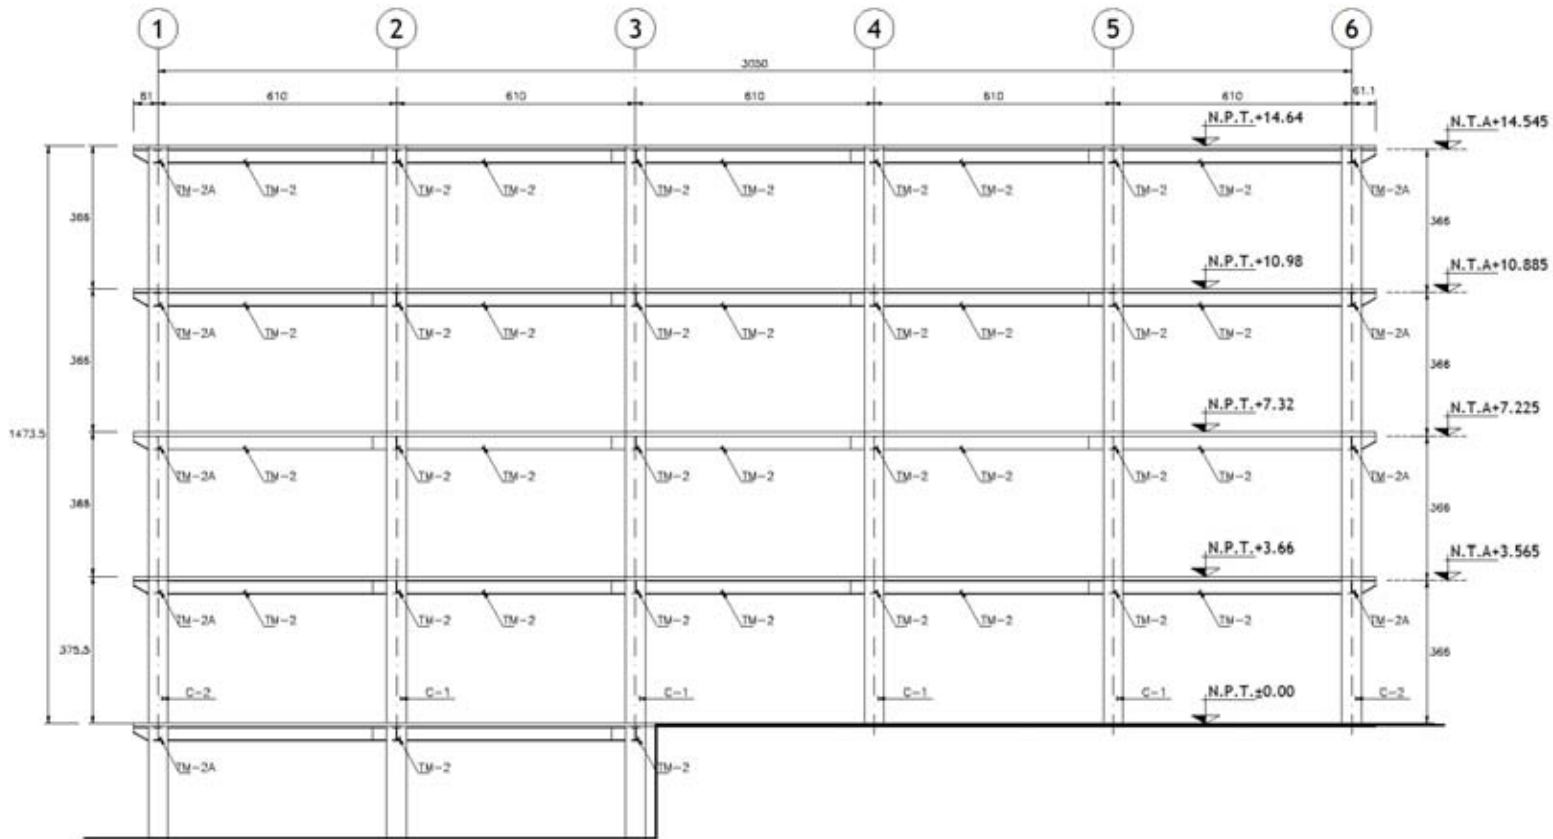 1 2 3 4 5 6
3050
61 610 610 610 610 610 61.1
N.P.T.+14.64 N.T.A+14.545
TM-2A TM-2 TM-2 TM-2 TM-2 TM-2 TM-2 TM-2 TM-2 TM-2 TM-2A
366 366
N.P.T.+10.98 N.T.A+10.885
TM-2A TM-2 TM-2 TM-2 TM-2 TM-2 TM-2 TM-2 TM-2 TM-2 TM-2A
366 366
N.P.T.+7.32 N.T.A+7.225
1473.5
TM-2A TM-2 TM-2 TM-2 TM-2 TM-2 TM-2 TM-2 TM-2 TM-2 TM-2A
366 366
N.P.T.+3.66 N.T.A+3.565
TM-2A TM-2 TM-2 TM-2 TM-2 TM-2 TM-2 TM-2 TM-2 TM-2 TM-2A
375.5 366
C-2 C-1 C-1 C-1 C-1 N.P.T.±0.00 C-2
TM-2A TM-2 TM-2